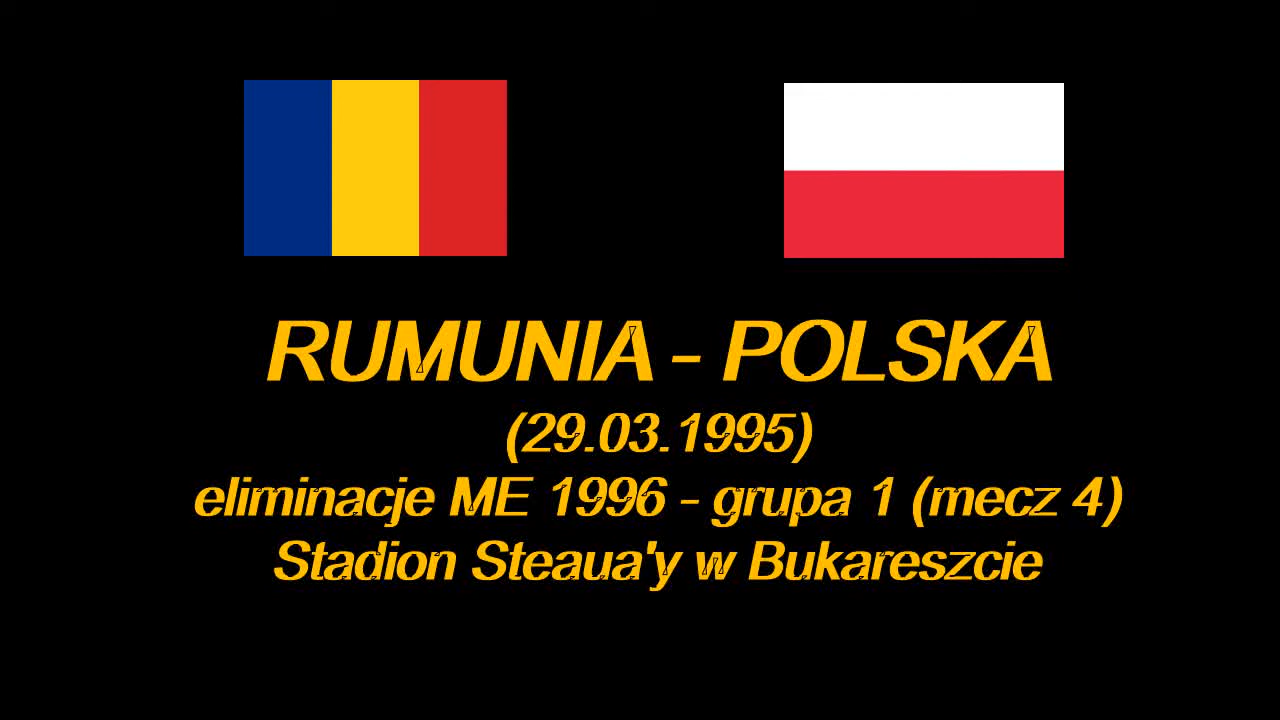 RUMUNIA - POLSKA
(29.03.1995)
eliminacje ME 1996 - grupa 1 (mecz 4)
Stadion Steaua'y w Bukareszcie